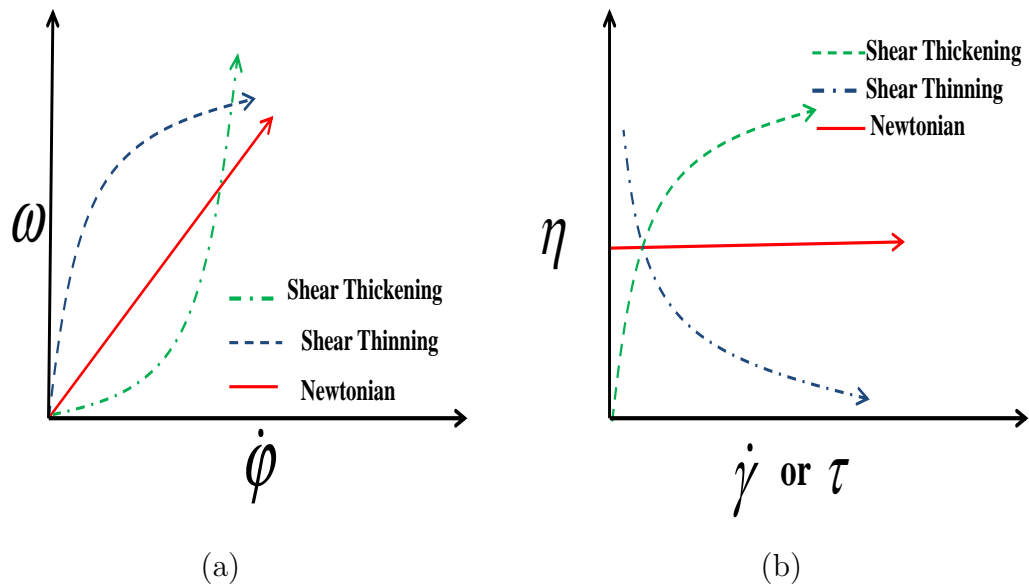 ω
Shear Thickening
Shear Thinning
Newtonian
φ̇
(a)
Shear Thickening
Shear Thinning
Newtonian
η
γ̇ or τ
(b)